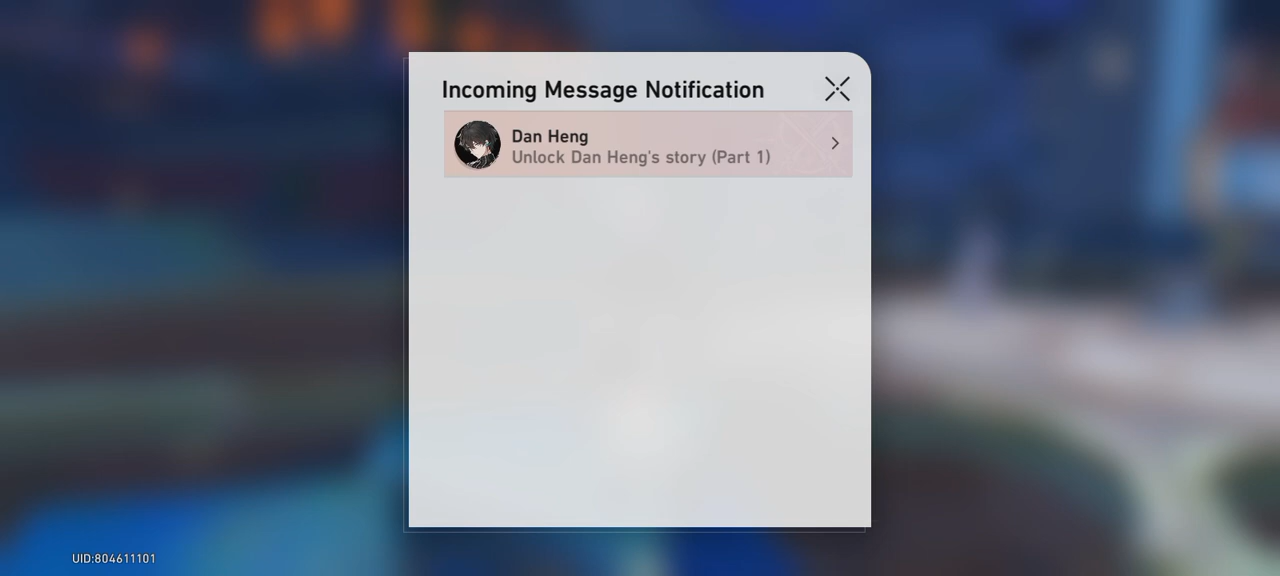 Incoming Message Notification
Dan Heng
Unlock Dan Heng's story (Part 1)
UID:804611101